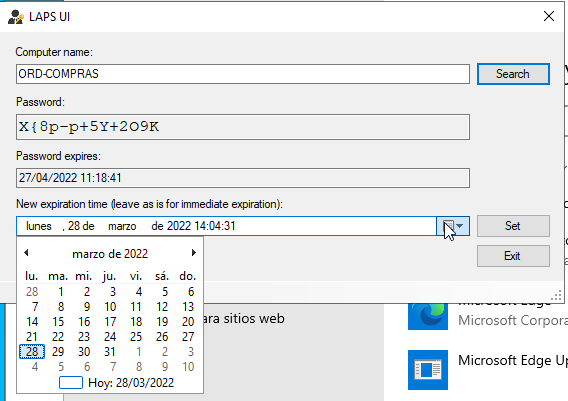 LAPS UI
Computer name:
ORD-COMPRAS
Search
Password:
X{8p-p+5Y+2O9K
Password expires:
27/04/2022 11:18:41
New expiration time (leave as is for immediate expiration):
lunes , 28 de marzo de 2022 14:04:31
Set
Exit
marzo de 2022
lu. ma. mi. ju. vi. sá. do.
28 1 2 3 4 5 6
7 8 9 10 11 12 13
14 15 16 17 18 19 20
21 22 23 24 25 26 27
28 29 30 31 1 2 3
4 5 6 7 8 9 10
Hoy: 28/03/2022
ara sitios web
Microsoft Edge
Microsoft Corpora
Microsoft Edge Up